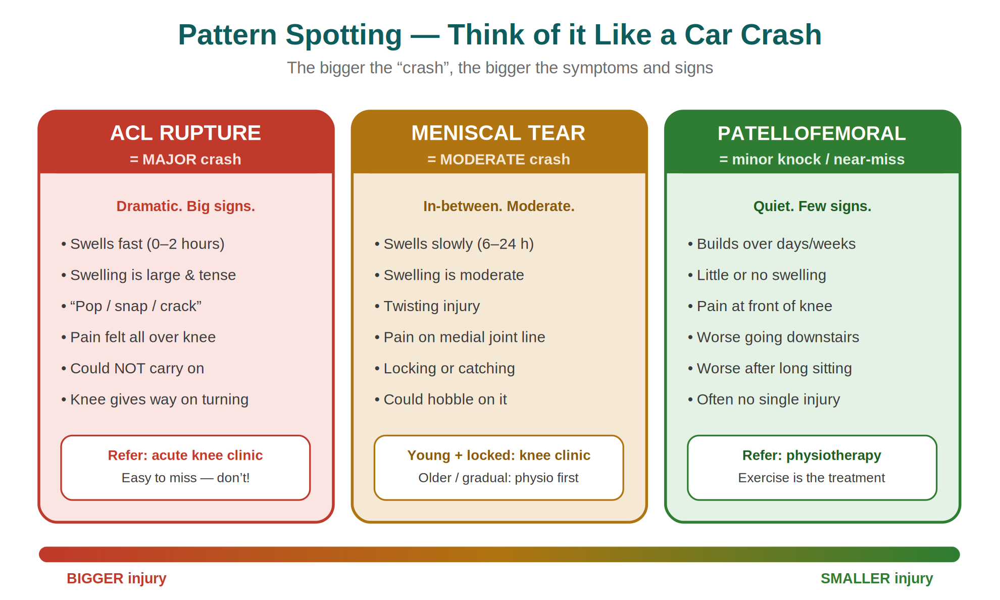 Pattern Spotting — Think of it Like a Car Crash
The bigger the “crash”, the bigger the symptoms and signs
ACL RUPTURE
= MAJOR crash
Dramatic. Big signs.
• Swells fast (0–2 hours)
• Swelling is large & tense
• “Pop / snap / crack”
• Pain felt all over knee
• Could NOT carry on
• Knee gives way on turning
Refer: acute knee clinic
Easy to miss — don’t!
MENISCAL TEAR
= MODERATE crash
In-between. Moderate.
• Swells slowly (6–24 h)
• Swelling is moderate
• Twisting injury
• Pain on medial joint line
• Locking or catching
• Could hobble on it
Young + locked: knee clinic
Older / gradual: physio first
PATELLOFEMORAL
= minor knock / near-miss
Quiet. Few signs.
• Builds over days/weeks
• Little or no swelling
• Pain at front of knee
• Worse going downstairs
• Worse after long sitting
• Often no single injury
Refer: physiotherapy
Exercise is the treatment
BIGGER injury
SMALLER injury